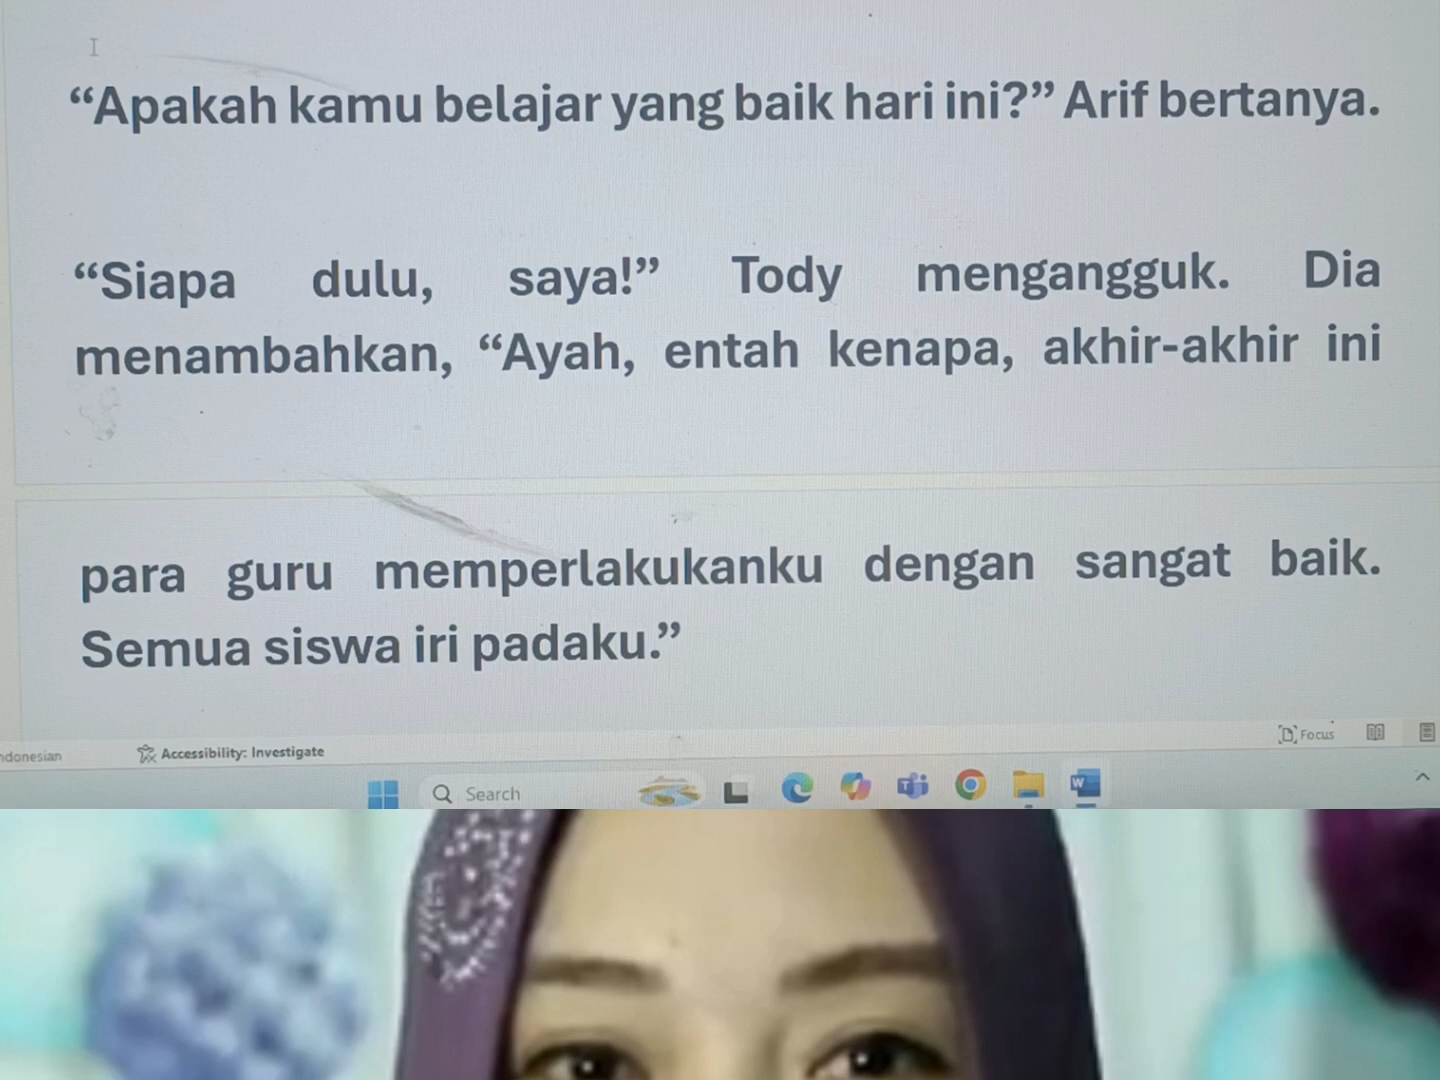 “Apakah kamu belajar yang baik hari ini?” Arif bertanya.
“Siapa dulu, saya!” Tody mengangguk. Dia
menambahkan, “Ayah, entah kenapa, akhir-akhir ini
para guru memperlakukanku dengan sangat baik.
Semua siswa iri padaku.”
ndonesian Accessibility: Investigate Focus
Search